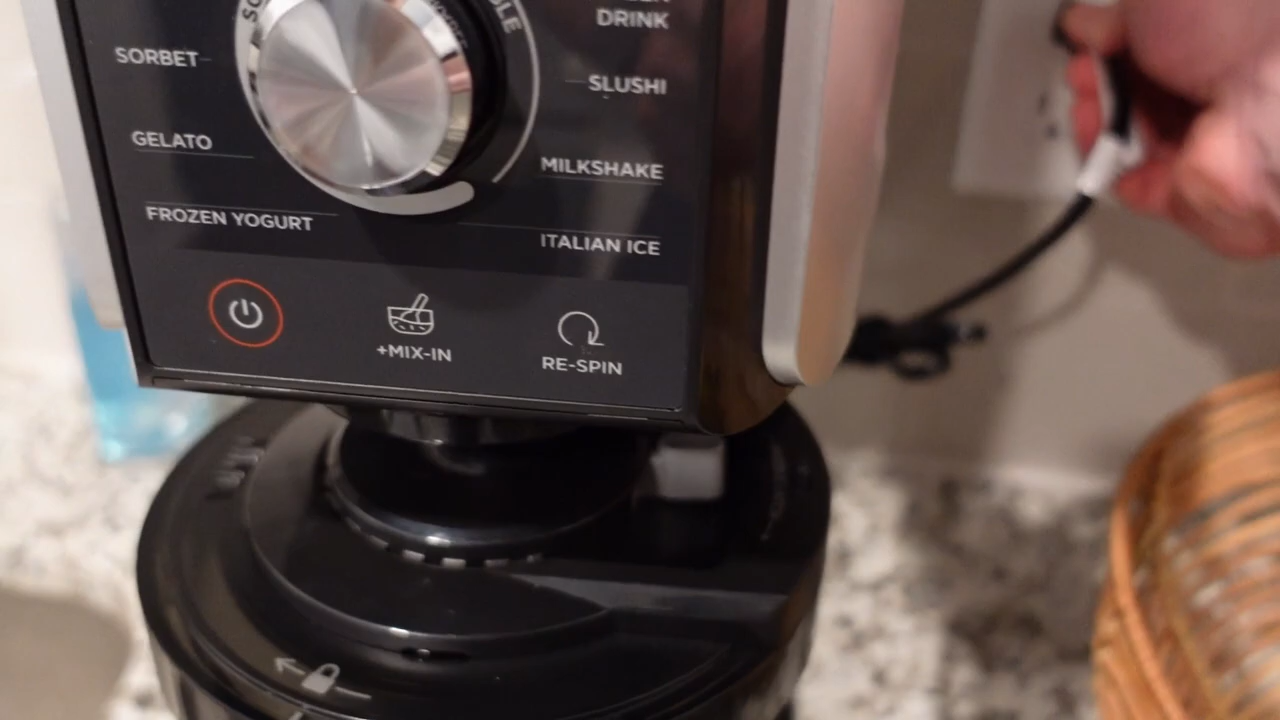 DRINK
SORBET
SLUSHI
GELATO
MILKSHAKE
FROZEN YOGURT
ITALIAN ICE
+MIX-IN
RE-SPIN